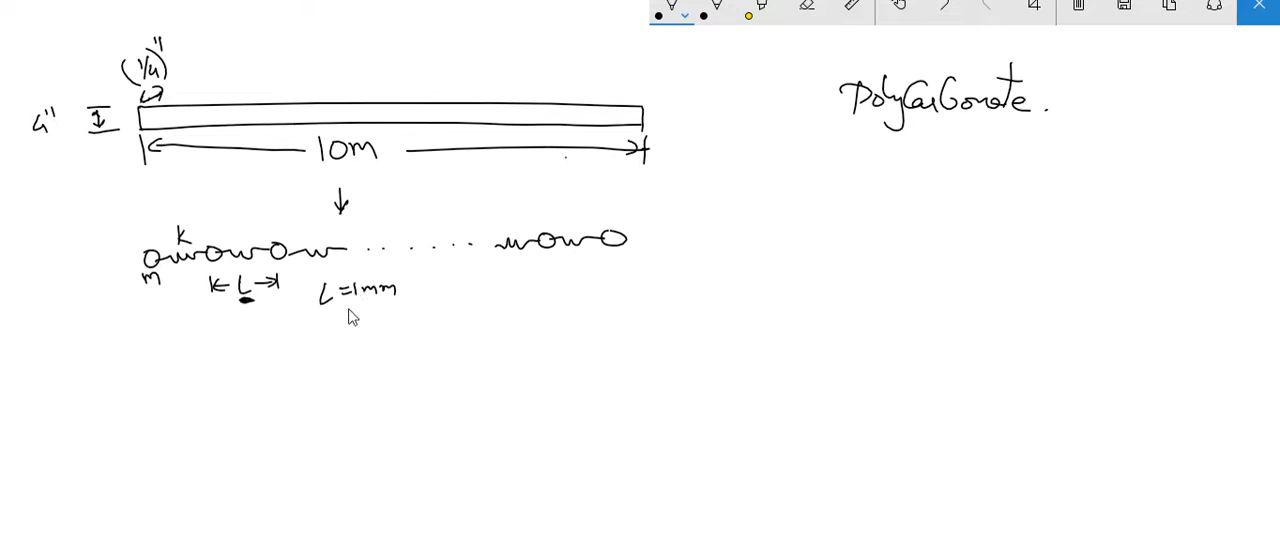 (1/4)"
Polycarbonate.
4"
10m
k
m
L
L=1mm